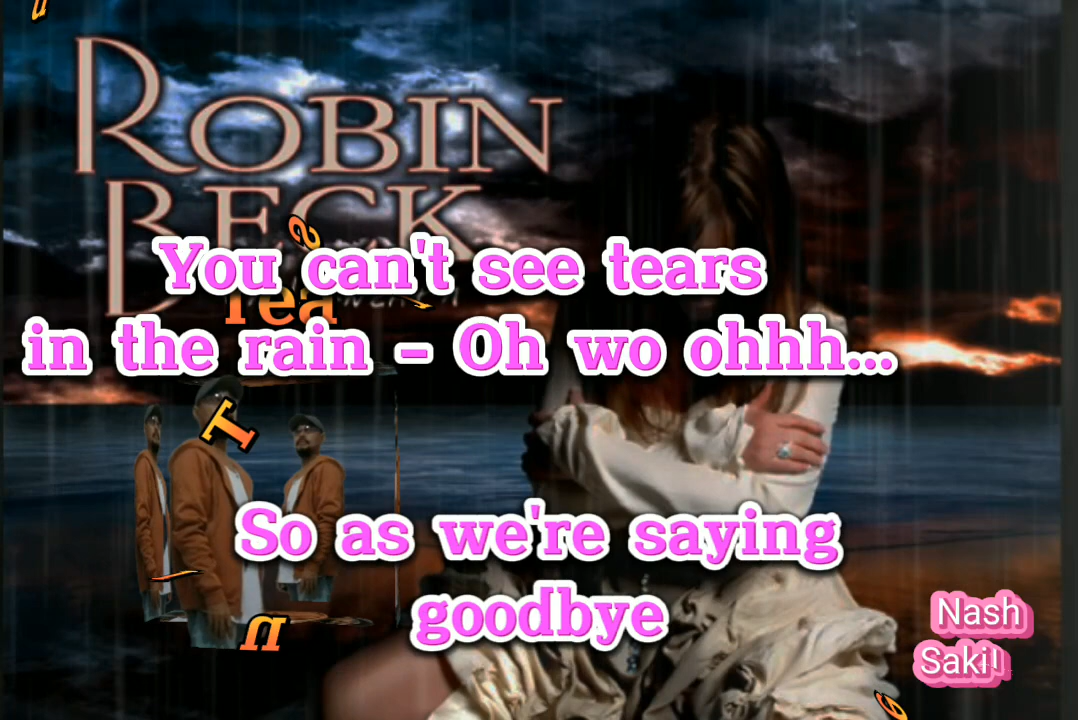 ROBIN
BECK
You can't see tears
Tea
in the rain – Oh wo ohhh...
T
So as we're saying
goodbye
Nash
Saki